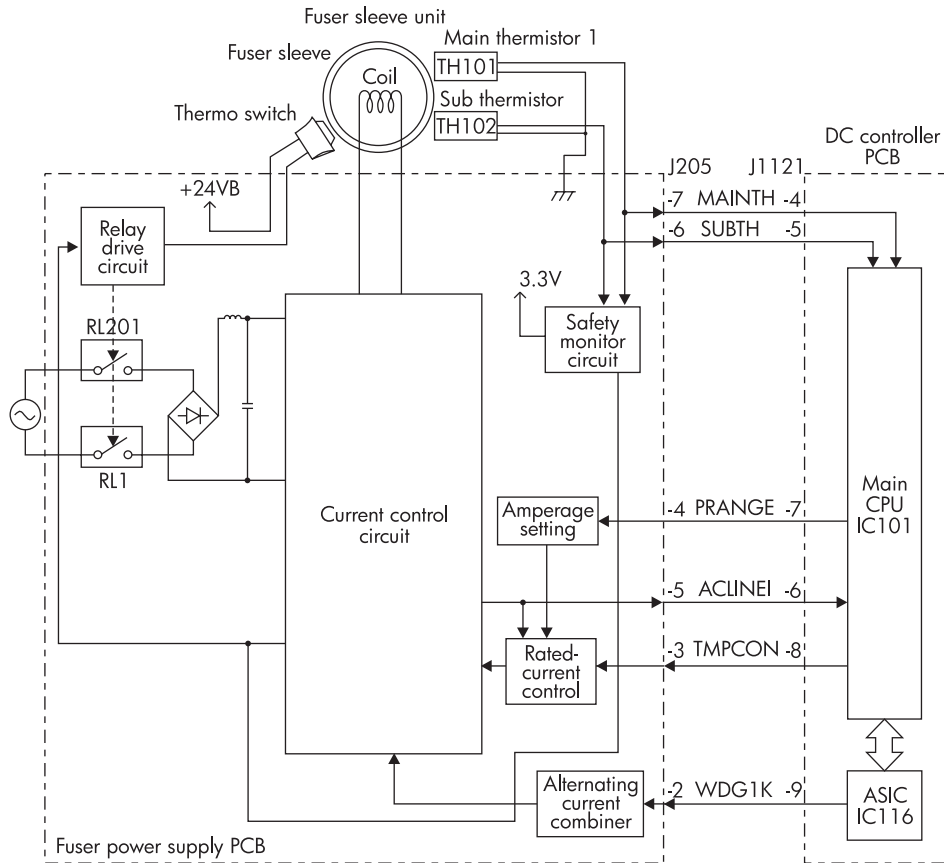 Fuser sleeve unit
Fuser sleeve
Main thermistor 1
TH101
Coil
Sub thermistor
TH102
Thermo switch
DC controller
PCB
J205 J1121
+24VB
-7 MAINTH -4
-6 SUBTH -5
Relay
drive
circuit
3.3V
RL201
Safety
monitor
circuit
RL1
Main
CPU
IC101
Current control
circuit
Amperage
setting
-4 PRANGE -7
-5 ACLINEI -6
Rated-
current
control
-3 TMPCON -8
Alternating
current
combiner
-2 WDG1K -9
ASIC
IC116
Fuser power supply PCB